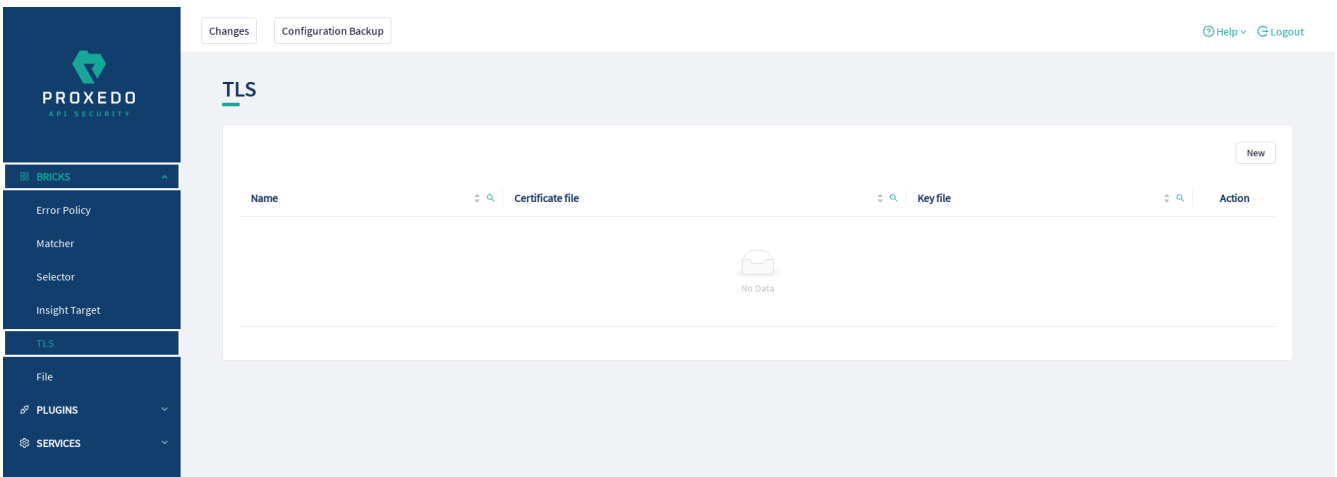 Changes
Configuration Backup
Help
Logout
PROXEDO
API SECURITY
BRICKS
Error Policy
Matcher
Selector
Insight Target
TLS
File
PLUGINS
SERVICES
TLS
New
Name
Certificate file
Key file
Action
No Data